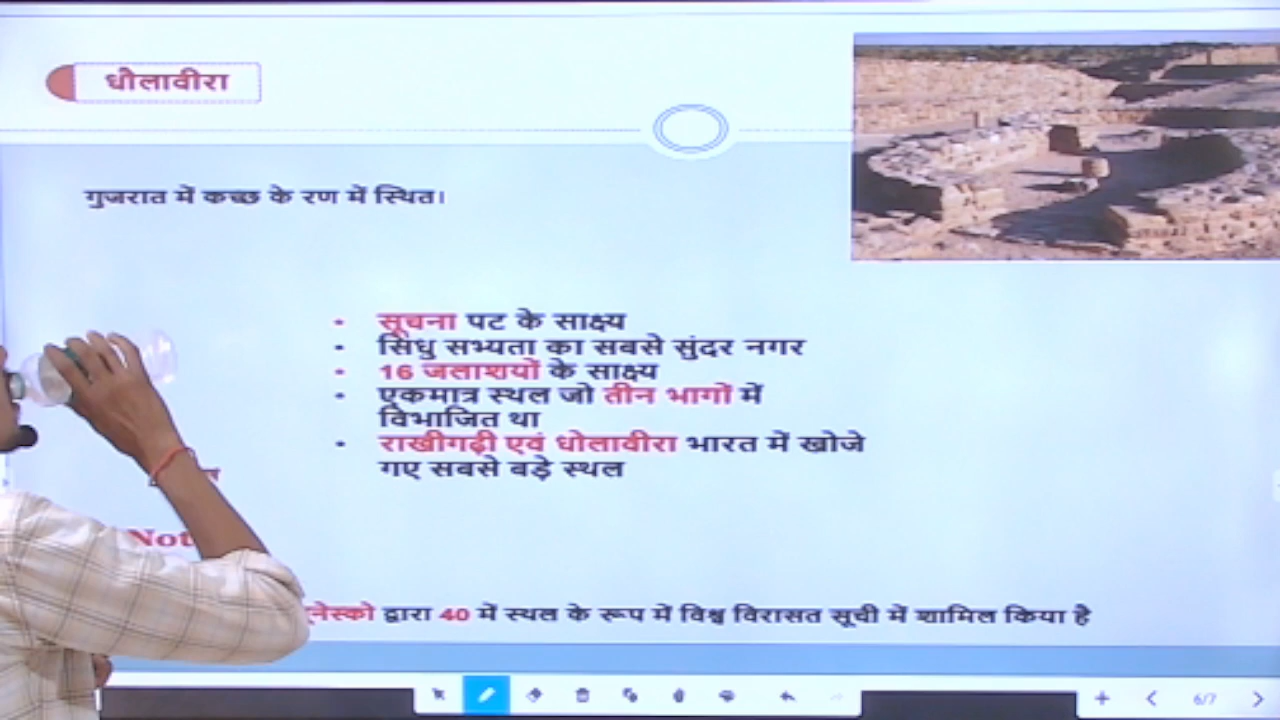 धौलावीरा
गुजरात में कच्छ के रण में स्थित।
• सूचना पट के साक्ष्य
• सिंधु सभ्यता का सबसे सुंदर नगर
• 16 जलाशयों के साक्ष्य
• एकमात्र स्थल जो तीन भागों में
विभाजित था
• राखीगढ़ी एवं धोलावीरा भारत में खोजे
गए सबसे बड़े स्थल
Not
द्वारा 40 में स्थल के रूप में विश्व विरासत सूची में शामिल किया है
6/7